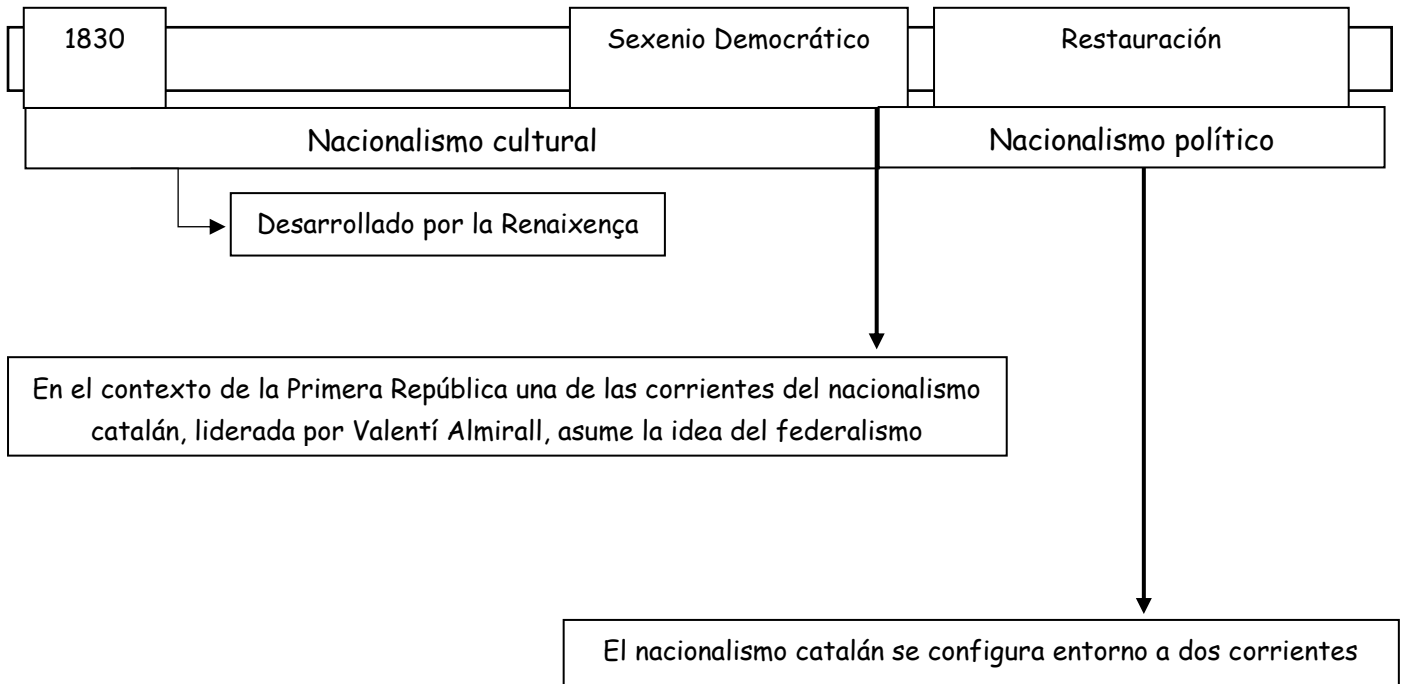 1830
Sexenio Democrático
Restauración
Nacionalismo cultural
Nacionalismo político
Desarrollado por la Renaixença
En el contexto de la Primera República una de las corrientes del nacionalismo
catalán, liderada por Valentí Almirall, asume la idea del federalismo
El nacionalismo catalán se configura entorno a dos corrientes